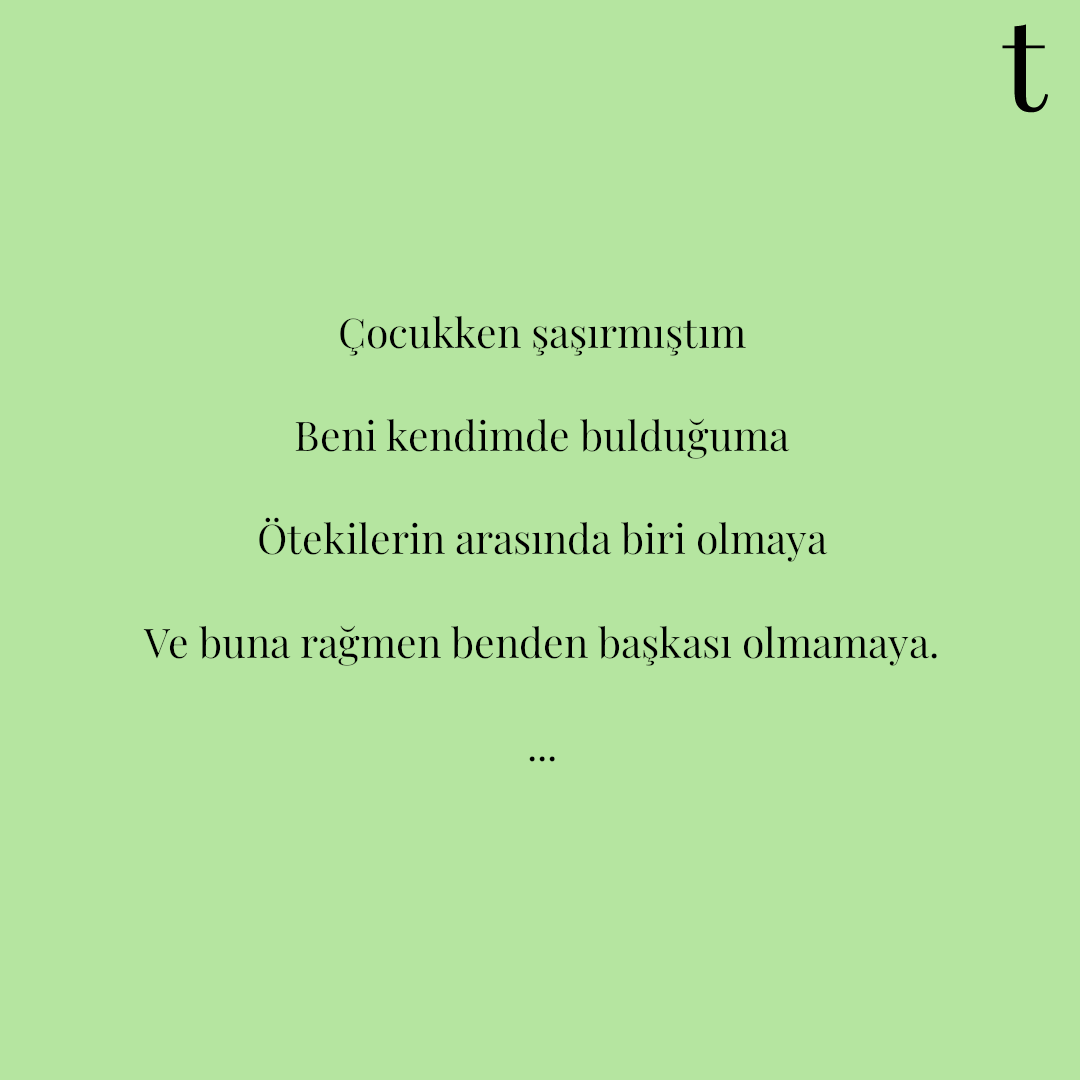 t
Çocukken şaşırmıştım
Beni kendimde bulduğuma
Ötekilerin arasında biri olmaya
Ve buna rağmen benden başkası olmamaya.
...